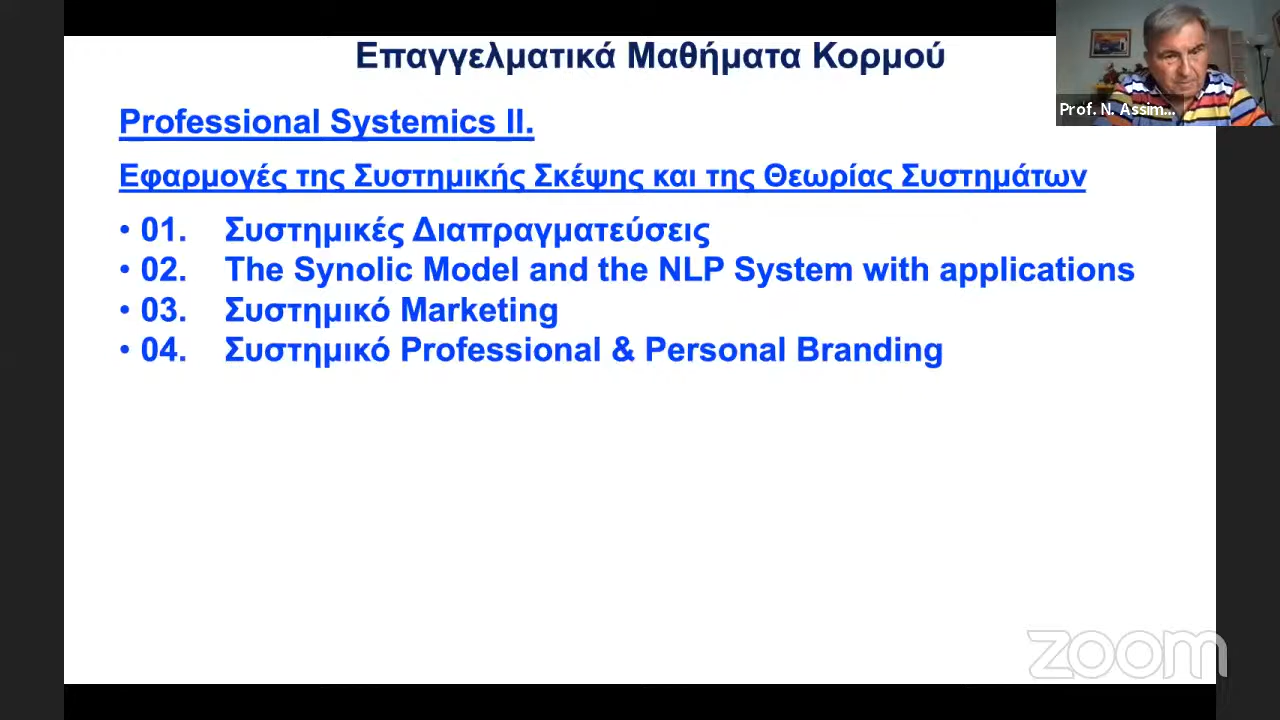 Επαγγελματικά Μαθήματα Κορμού
Prof. N. Assim...
Professional Systemics II.
Εφαρμογές της Συστημικής Σκέψης και της Θεωρίας Συστημάτων
• 01. Συστημικές Διαπραγματεύσεις
• 02. The Synolic Model and the NLP System with applications
• 03. Συστημικό Marketing
• 04. Συστημικό Professional & Personal Branding
zoom